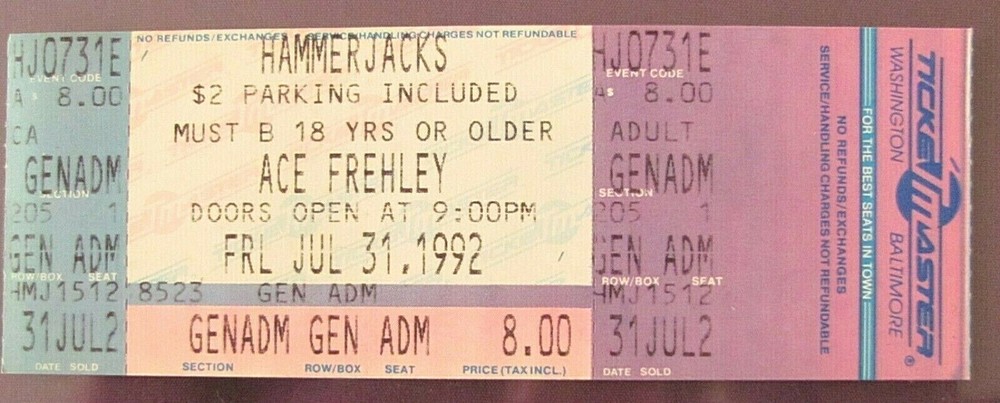 HJ0731E
EVENT CODE
A $ 8.00
CA
GENADM
SECTION
205 1
GEN ADM
ROW/BOX SEAT
HMJ1512
31JUL2
DATE SOLD
NO REFUNDS/EXCHANGES SERVICE/HANDLING CHARGES NOT REFUNDABLE
HAMMERJACKS
$2 PARKING INCLUDED
MUST B 18 YRS OR OLDER
ACE FREHLEY
DOORS OPEN AT 9:00PM
FRI JUL 31,1992
8523 GEN ADM
GENADM GEN ADM 8.00
SECTION ROW/BOX SEAT PRICE(TAX INCL.)
HJ0731E
EVENT CODE
A $ 8.00
ADULT
GENADM
SECTION
205 1
GEN ADM
ROW/BOX SEAT
HMJ1512
31JUL2
DATE SOLD
NO REFUNDS/EXCHANGES
SERVICE/HANDLING CHARGES NOT REFUNDABLE
FOR THE BEST SEATS IN TOWN
WASHINGTON BALTIMORE
TICKETMASTER®